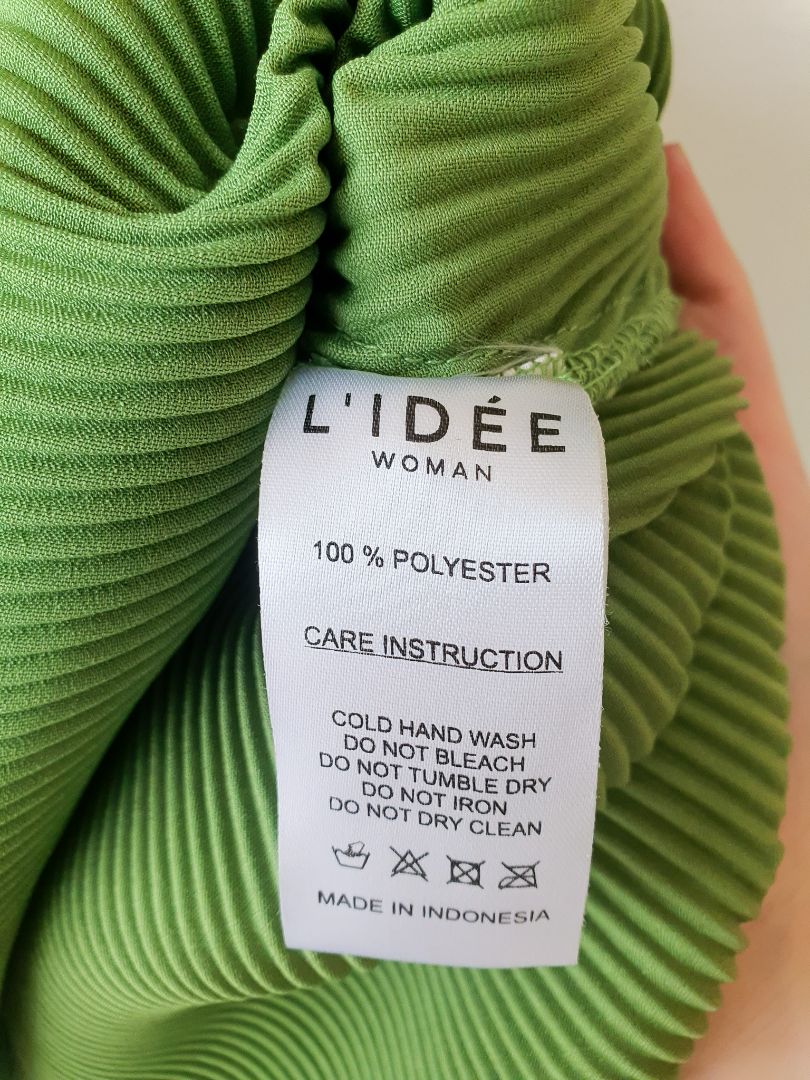 L'IDÉE
WOMAN
100 % POLYESTER
CARE INSTRUCTION
COLD HAND WASH
DO NOT BLEACH
DO NOT TUMBLE DRY
DO NOT IRON
DO NOT DRY CLEAN
MADE IN INDONESIA